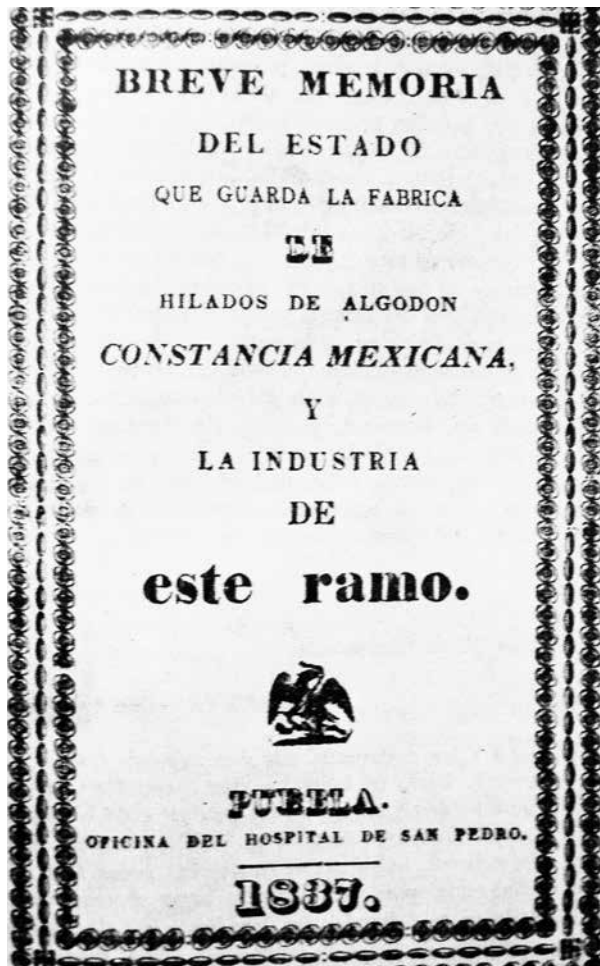 BREVE MEMORIA
DEL ESTADO
QUE GUARDA LA FABRICA
DE
HILADOS DE ALGODON
CONSTANCIA MEXICANA,
Y
LA INDUSTRIA
DE
este ramo.
PUEBLA.
OFICINA DEL HOSPITAL DE SAN PEDRO.
1837.